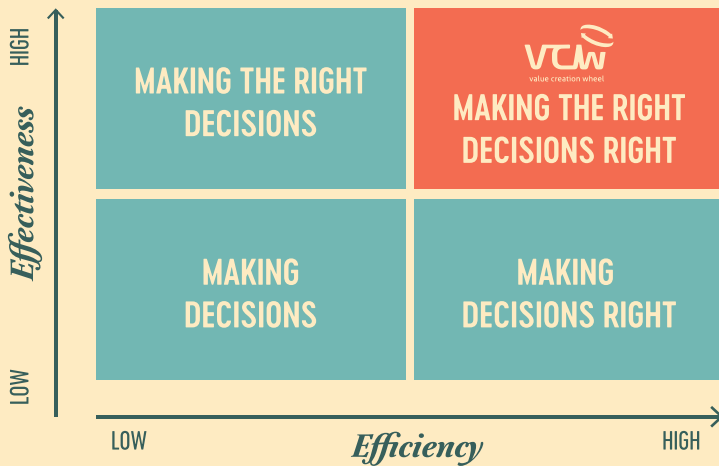 HIGH
Effectiveness
LOW
MAKING THE RIGHT
DECISIONS
VCW
value creation wheel
MAKING THE RIGHT
DECISIONS RIGHT
MAKING
DECISIONS
MAKING
DECISIONS RIGHT
LOW
Efficiency
HIGH